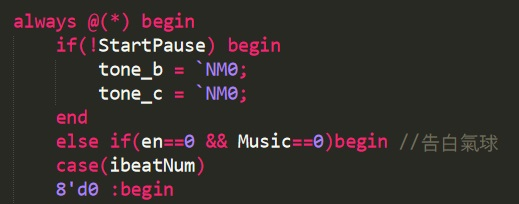 always @(*) begin
if(!StartPause) begin
tone_b = `NM0;
tone_c = `NM0;
end
else if(en==0 && Music==0)begin //告白氣球
case(ibeatNum)
8'd0 :begin